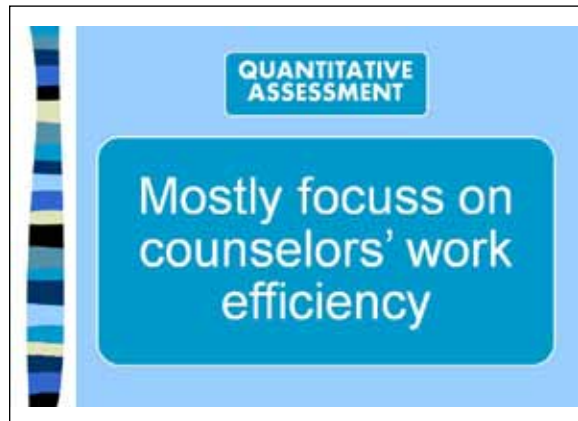 QUANTITATIVE
ASSESSMENT
Mostly focuss on
counselors’ work
efficiency